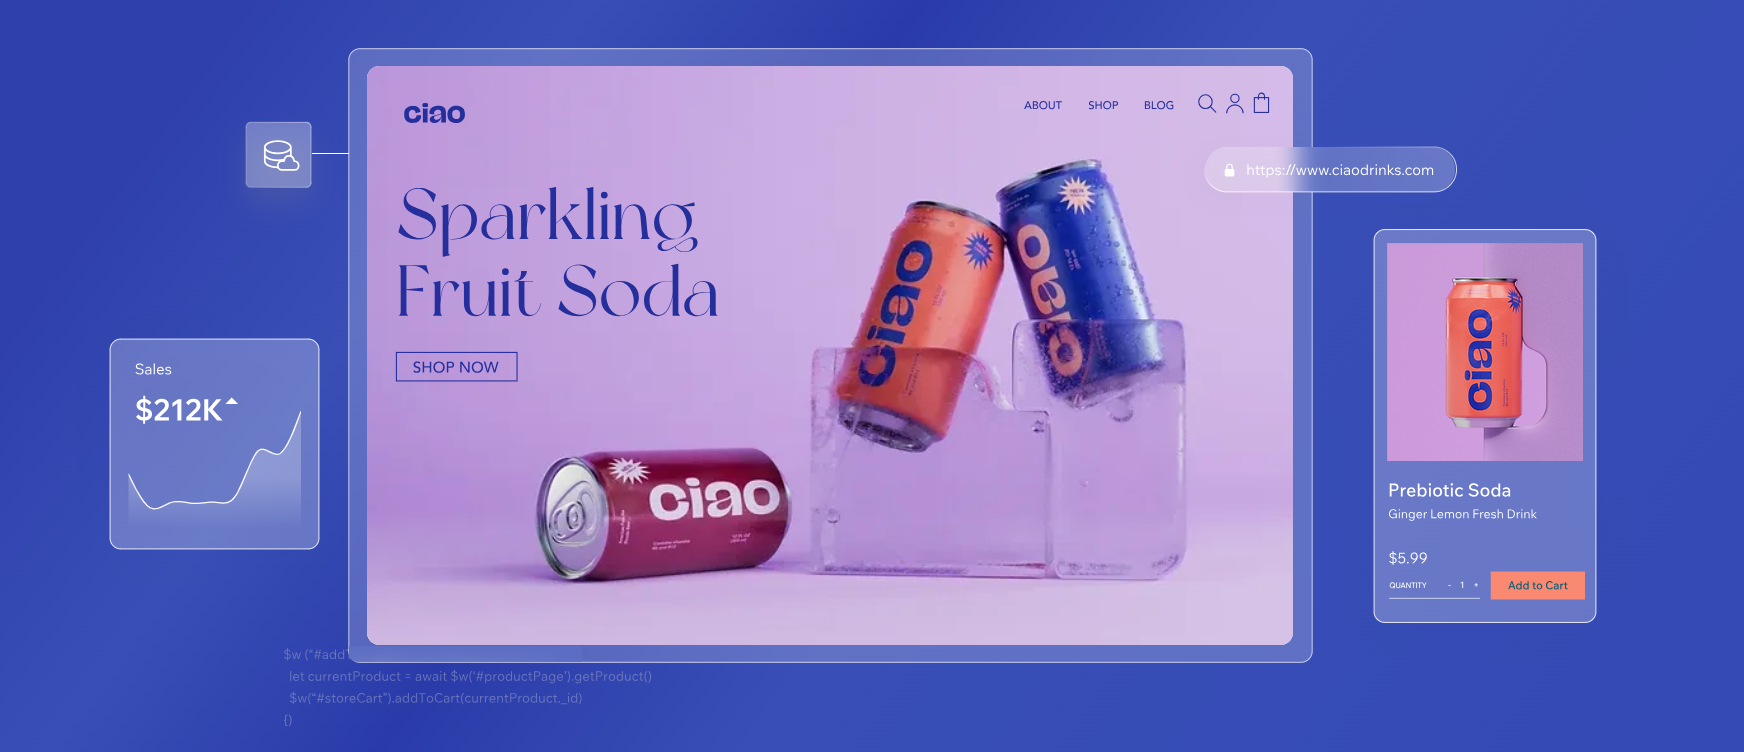 ciao
ABOUT SHOP BLOG
https://www.ciaodrinks.com
Sparkling
Fruit Soda
SHOP NOW
ciao
ciao
ciao
Sales
$212K
ciao
Prebiotic Soda
Ginger Lemon Fresh Drink
$5.99
QUANTITY - 1 +
Add to Cart
$w ("#add
let currentProduct = await $w('#productPage').getProduct()
$w("#storeCart").addToCart(currentProduct._id)
{}